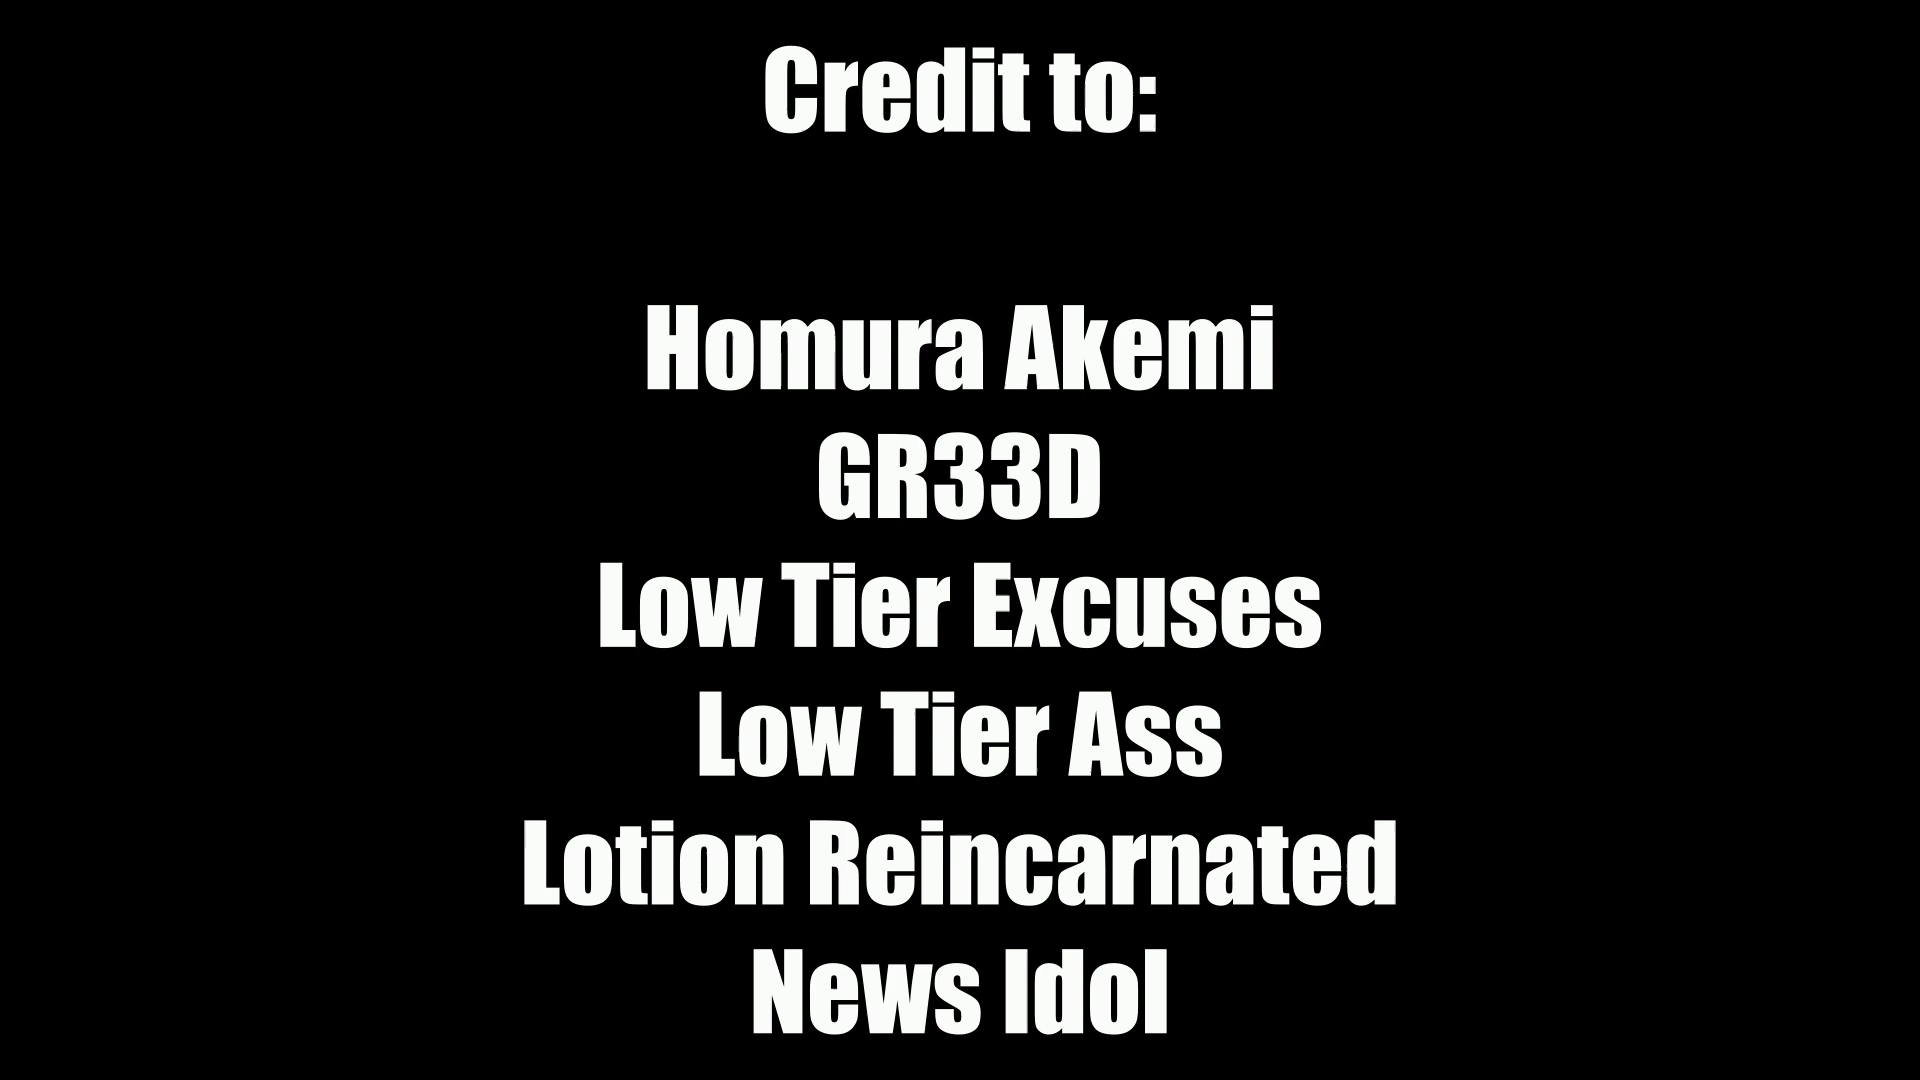 Credit to:
Homura Akemi
GR33D
Low Tier Excuses
Low Tier Ass
Lotion Reincarnated
News Idol